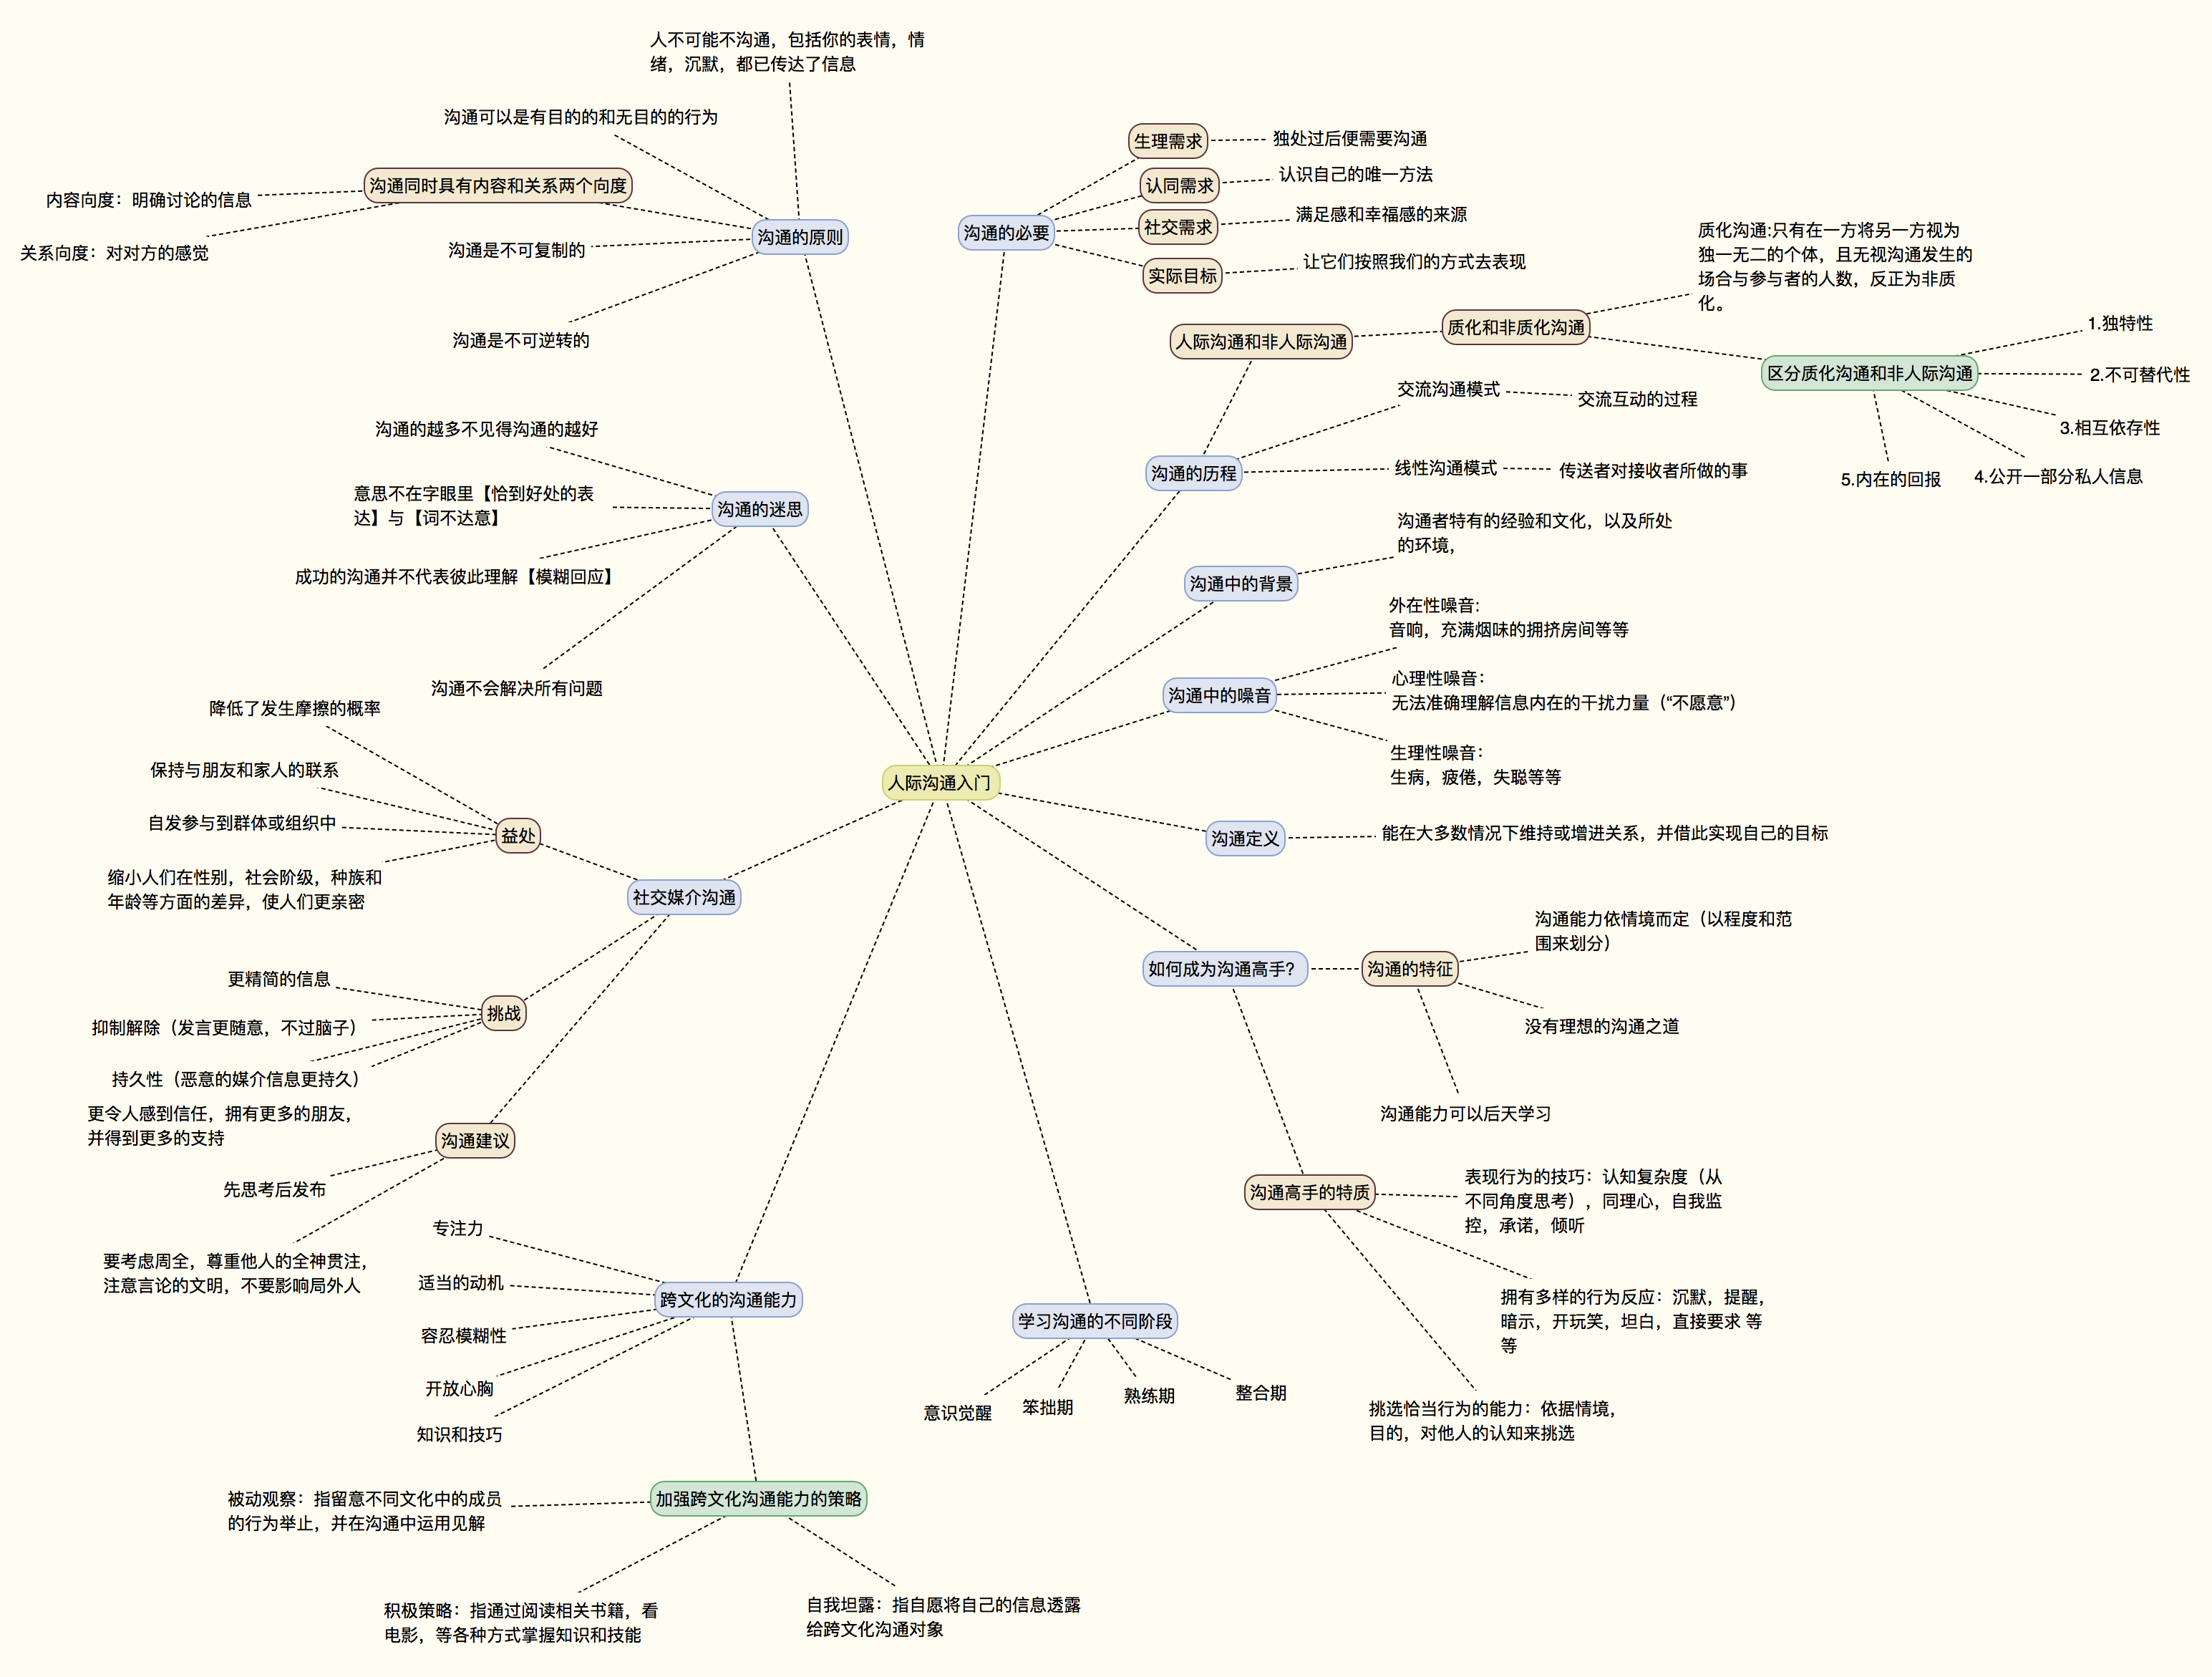 人不可能不沟通，包括你的表情，情
绪，沉默，都已传达了信息
沟通可以是有目的的和无目的的行为
沟通同时具有内容和关系两个向度
内容向度：明确讨论的信息
关系向度：对对方的感觉
沟通的原则
沟通是不可复制的
沟通是不可逆转的
沟通的必要
生理需求
独处过后便需要沟通
认同需求
认识自己的唯一方法
社交需求
满足感和幸福感的来源
实际目标
让它们按照我们的方式去表现
人际沟通和非人际沟通
质化和非质化沟通
质化沟通:只有在一方将另一方视为
独一无二的个体，且无视沟通发生的
场合与参与者的人数，反正为非质
化。
区分质化沟通和非人际沟通
1.独特性
2.不可替代性
3.相互依存性
4.公开一部分私人信息
5.内在的回报
沟通的历程
交流沟通模式
交流互动的过程
线性沟通模式
传送者对接收者所做的事
沟通的迷思
沟通的越多不见得沟通的越好
意思不在字眼里【恰到好处的表
达】与【词不达意】
成功的沟通并不代表彼此理解【模糊回应】
沟通不会解决所有问题
沟通中的背景
沟通者特有的经验和文化，以及所处
的环境，
沟通中的噪音
外在性噪音:
音响，充满烟味的拥挤房间等等
心理性噪音：
无法准确理解信息内在的干扰力量（“不愿意”）
生理性噪音：
生病，疲倦，失聪等等
人际沟通入门
沟通定义
能在大多数情况下维持或增进关系，并借此实现自己的目标
社交媒介沟通
益处
降低了发生摩擦的概率
保持与朋友和家人的联系
自发参与到群体或组织中
缩小人们在性别，社会阶级，种族和
年龄等方面的差异，使人们更亲密
挑战
更精简的信息
抑制解除（发言更随意，不过脑子）
持久性（恶意的媒介信息更持久）
更令人感到信任，拥有更多的朋友，
并得到更多的支持
沟通建议
先思考后发布
要考虑周全，尊重他人的全神贯注，
注意言论的文明，不要影响局外人
如何成为沟通高手？
沟通的特征
沟通能力依情境而定（以程度和范
围来划分）
没有理想的沟通之道
沟通能力可以后天学习
沟通高手的特质
表现行为的技巧：认知复杂度（从
不同角度思考），同理心，自我监
控，承诺，倾听
拥有多样的行为反应：沉默，提醒，
暗示，开玩笑，坦白，直接要求 等
等
挑选恰当行为的能力：依据情境，
目的，对他人的认知来挑选
跨文化的沟通能力
专注力
适当的动机
容忍模糊性
开放心胸
知识和技巧
学习沟通的不同阶段
意识觉醒
笨拙期
熟练期
整合期
加强跨文化沟通能力的策略
被动观察：指留意不同文化中的成员
的行为举止，并在沟通中运用见解
积极策略：指通过阅读相关书籍，看
电影，等各种方式掌握知识和技能
自我坦露：指自愿将自己的信息透露
给跨文化沟通对象